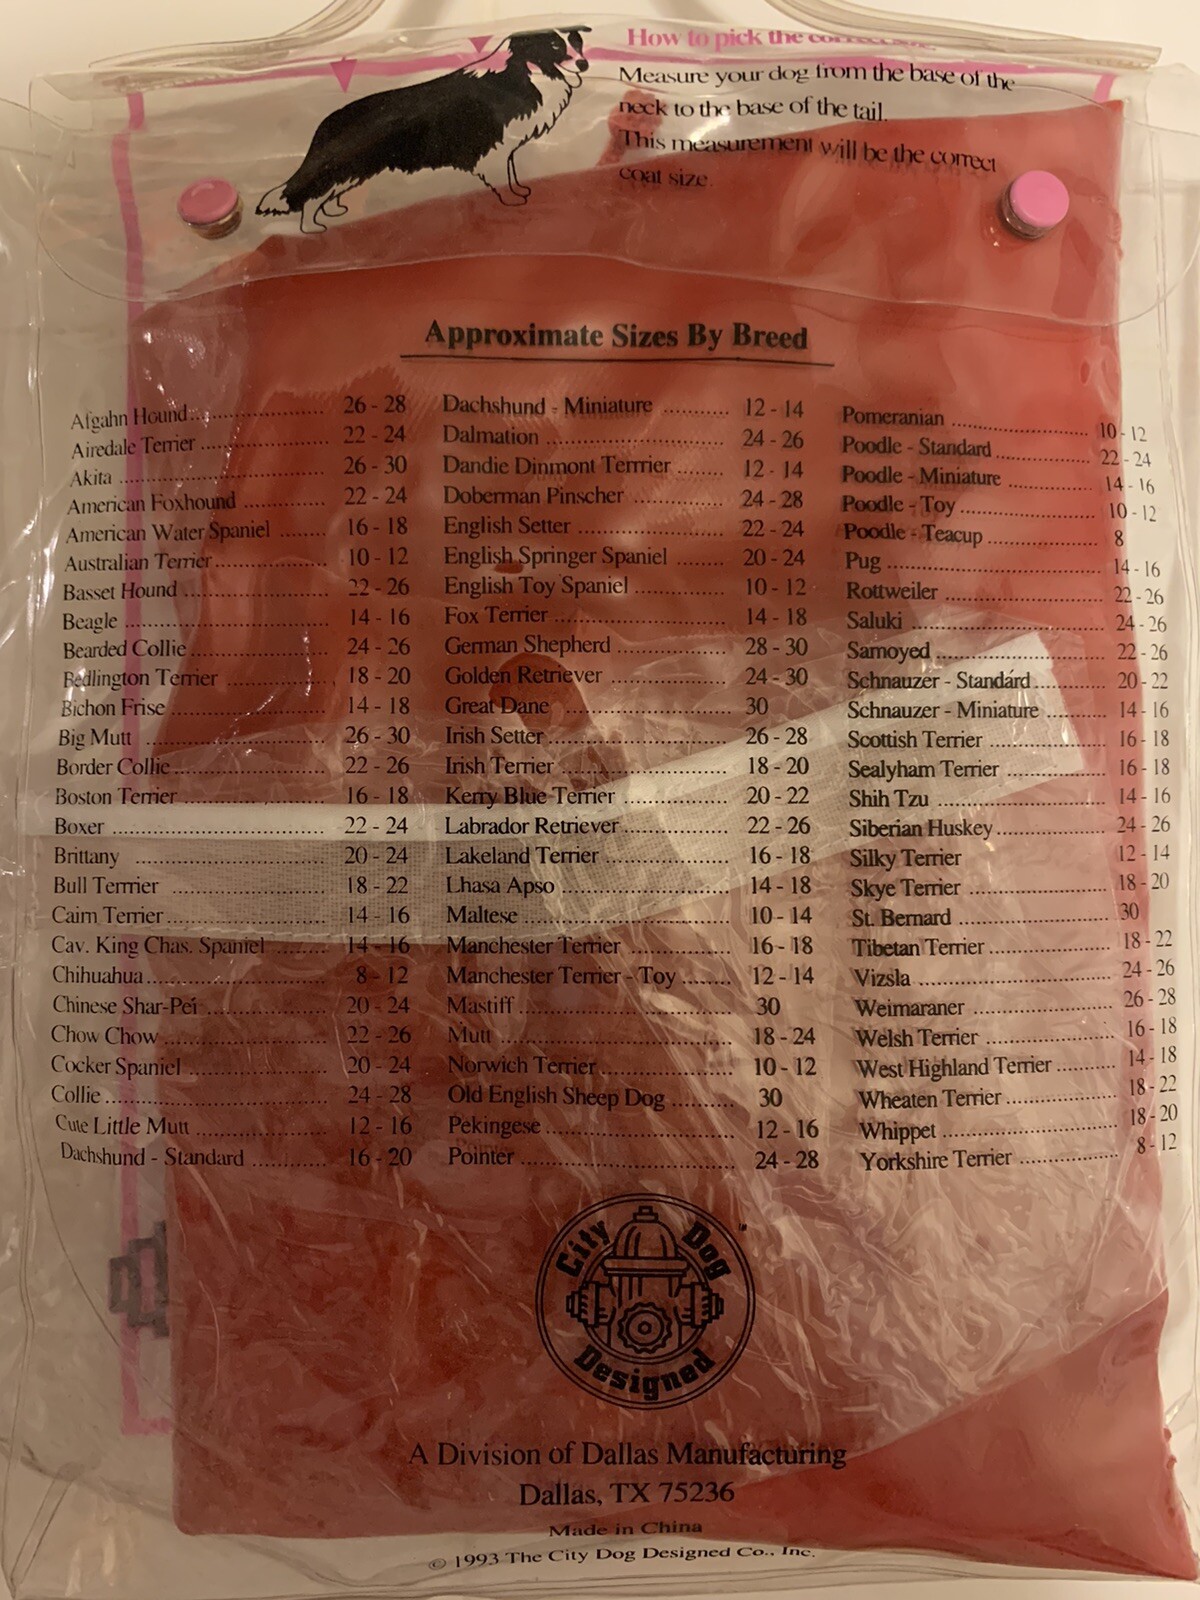 How to pick the correct size.
Measure your dog from the base of the
neck to the base of the tail.
This measurement will be the correct
coat size.
Approximate Sizes By Breed
Afgahn Hound 26 - 28
Airedale Terrier 22 - 24
Akita 26 - 30
American Foxhound 22 - 24
American Water Spaniel 16 - 18
Australian Terrier 10 - 12
Basset Hound 22 - 26
Beagle 14 - 16
Bearded Collie 24 - 26
Bedlington Terrier 18 - 20
Bichon Frise 14 - 18
Big Mutt 26 - 30
Border Collie 22 - 26
Boston Terrier 16 - 18
Boxer 22 - 24
Brittany 20 - 24
Bull Terrier 18 - 22
Cairn Terrier 14 - 16
Cav. King Chas. Spaniel 14 - 16
Chihuahua 8 - 12
Chinese Shar-Pei 20 - 24
Chow Chow 22 - 26
Cocker Spaniel 20 - 24
Collie 24 - 28
Cute Little Mutt 12 - 16
Dachshund - Standard 16 - 20
Dachshund - Miniature 12 - 14
Dalmation 24 - 26
Dandie Dinmont Terrrier 12 - 14
Doberman Pinscher 24 - 28
English Setter 22 - 24
English Springer Spaniel 20 - 24
English Toy Spaniel 10 - 12
Fox Terrier 14 - 18
German Shepherd 28 - 30
Golden Retriever 24 - 30
Great Dane 30
Irish Setter 26 - 28
Irish Terrier 18 - 20
Kerry Blue Terrier 20 - 22
Labrador Retriever 22 - 26
Lakeland Terrier 16 - 18
Lhasa Apso 14 - 18
Maltese 10 - 14
Manchester Terrier 16 - 18
Manchester Terrier - Toy 12 - 14
Mastiff 30
Mutt 18 - 24
Norwich Terrier 10 - 12
Old English Sheep Dog 30
Pekingese 12 - 16
Pointer 24 - 28
Pomeranian 10 - 12
Poodle - Standard 22 - 24
Poodle - Miniature 14 - 16
Poodle - Toy 10 - 12
Poodle - Teacup 8
Pug 14 - 16
Rottweiler 22 - 26
Saluki 24 - 26
Samoyed 22 - 26
Schnauzer - Standard 20 - 22
Schnauzer - Miniature 14 - 16
Scottish Terrier 16 - 18
Sealyham Terrier 16 - 18
Shih Tzu 14 - 16
Siberian Huskey 24 - 26
Silky Terrier 12 - 14
Skye Terrier 18 - 20
St. Bernard 30
Tibetan Terrier 18 - 22
Vizsla 24 - 26
Weimaraner 26 - 28
Welsh Terrier 16 - 18
West Highland Terrier 14 - 18
Wheaten Terrier 18 - 22
Whippet 18 - 20
Yorkshire Terrier 8 - 12
City Dog
Designed
™
A Division of Dallas Manufacturing
Dallas, TX 75236
Made in China
© 1993 The City Dog Designed Co., Inc.